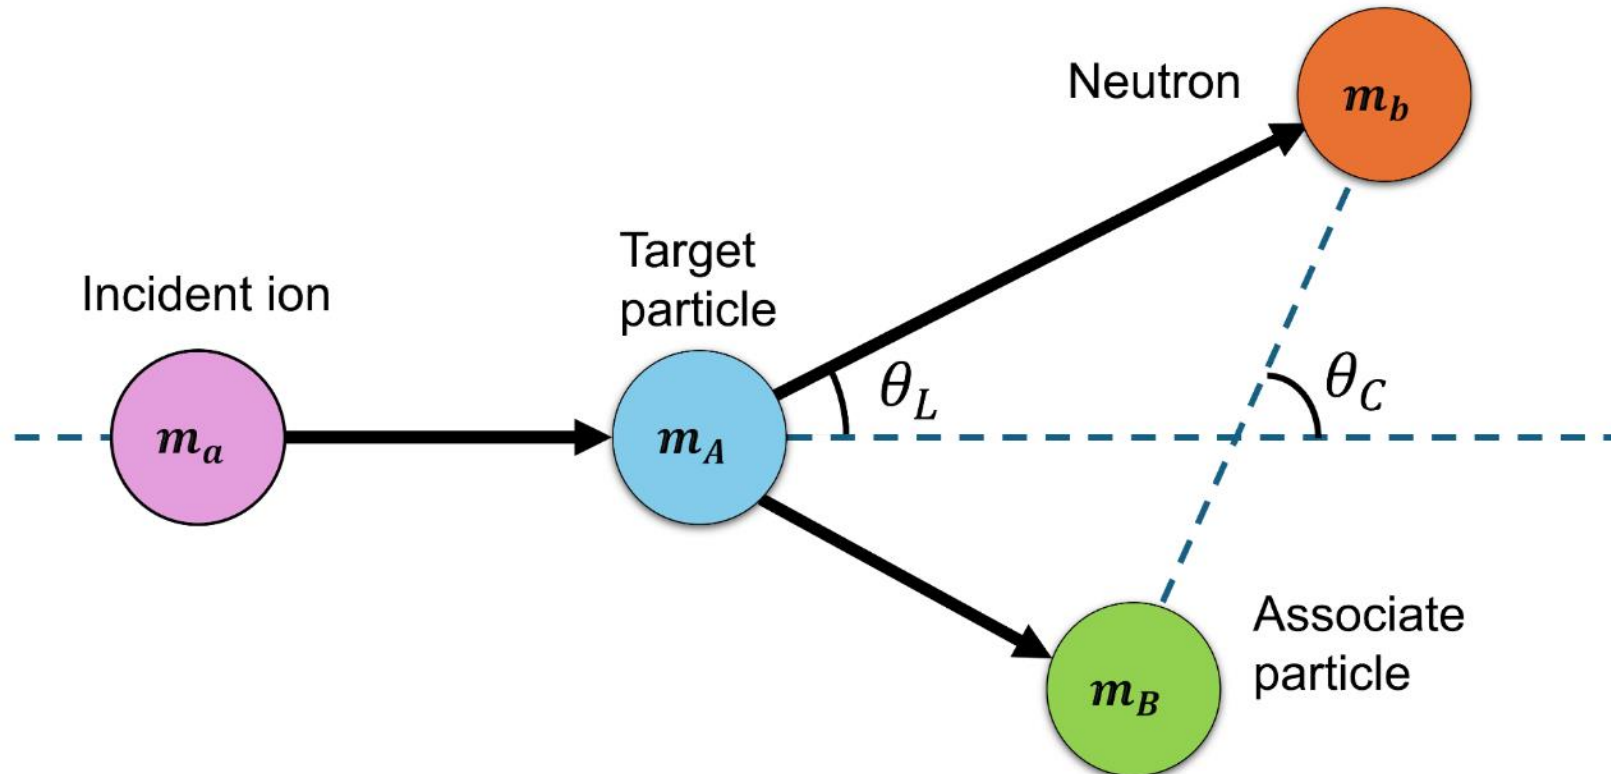 Neutron
m_b
Target
particle
Incident ion
θ_L
θ_C
m_a
m_A
Associate
particle
m_B